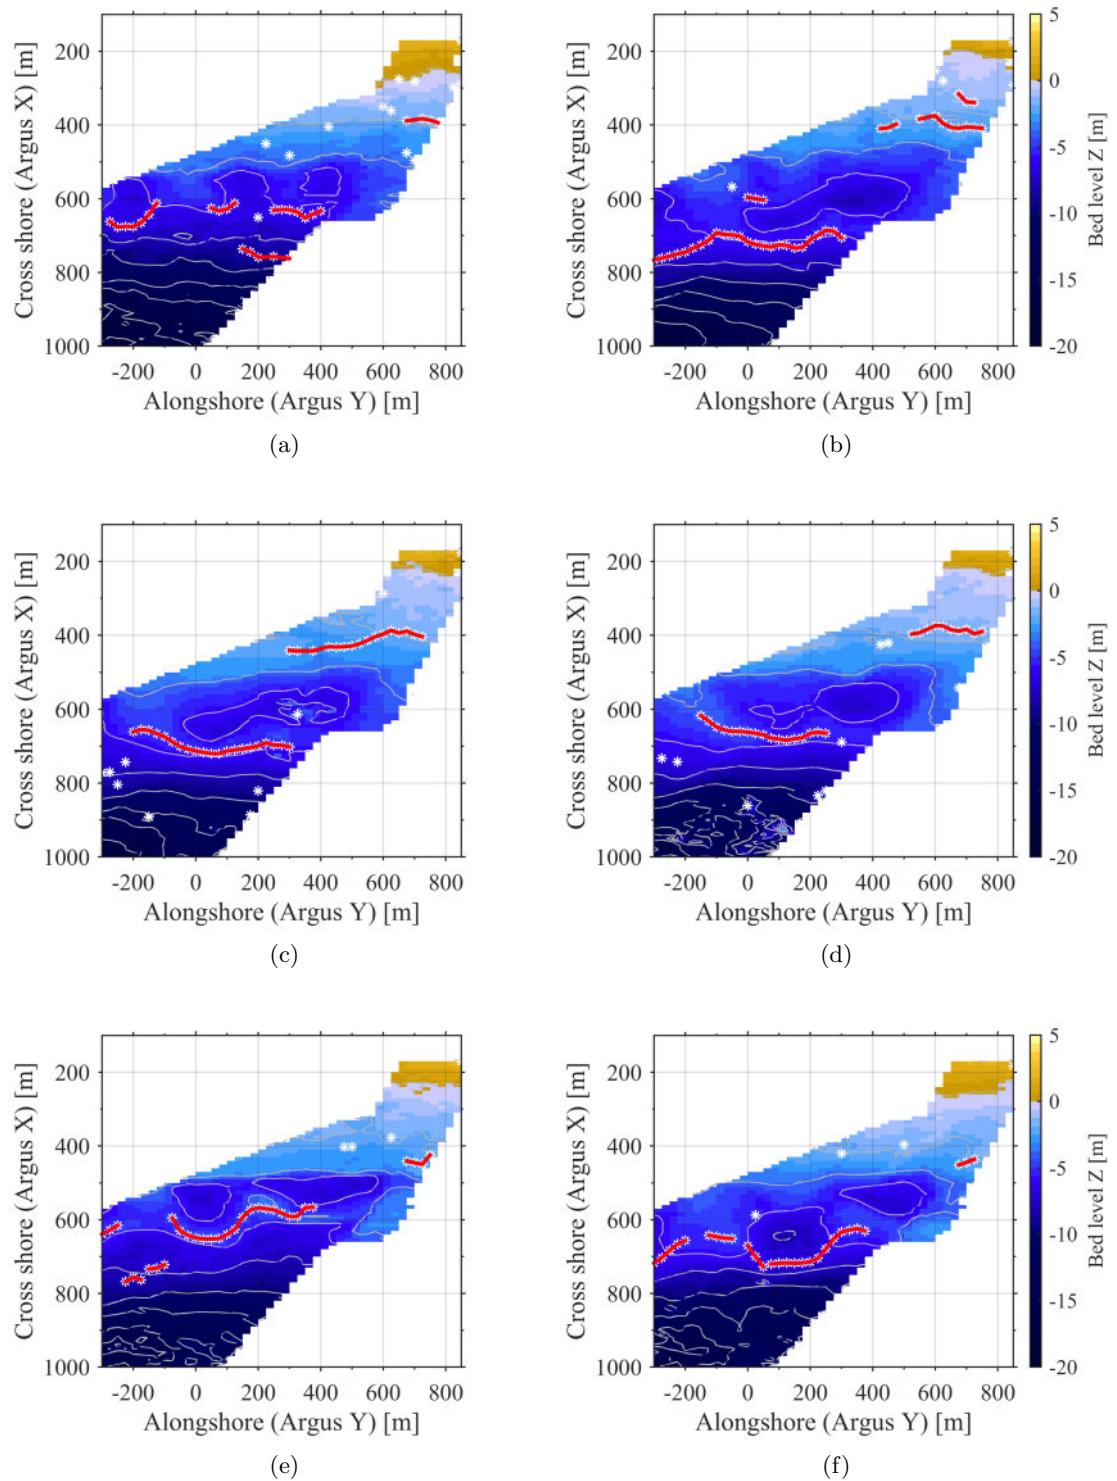 200
400
600
800
1000
Cross shore (Argus X) [m]
-200 0 200 400 600 800
Alongshore (Argus Y) [m]
(a)
200
400
600
800
1000
Cross shore (Argus X) [m]
-200 0 200 400 600 800
Alongshore (Argus Y) [m]
5
0
-5
-10
-15
-20
Bed level Z [m]
(b)
200
400
600
800
1000
Cross shore (Argus X) [m]
-200 0 200 400 600 800
Alongshore (Argus Y) [m]
(c)
200
400
600
800
1000
Cross shore (Argus X) [m]
-200 0 200 400 600 800
Alongshore (Argus Y) [m]
5
0
-5
-10
-15
-20
Bed level Z [m]
(d)
200
400
600
800
1000
Cross shore (Argus X) [m]
-200 0 200 400 600 800
Alongshore (Argus Y) [m]
(e)
200
400
600
800
1000
Cross shore (Argus X) [m]
-200 0 200 400 600 800
Alongshore (Argus Y) [m]
5
0
-5
-10
-15
-20
Bed level Z [m]
(f)